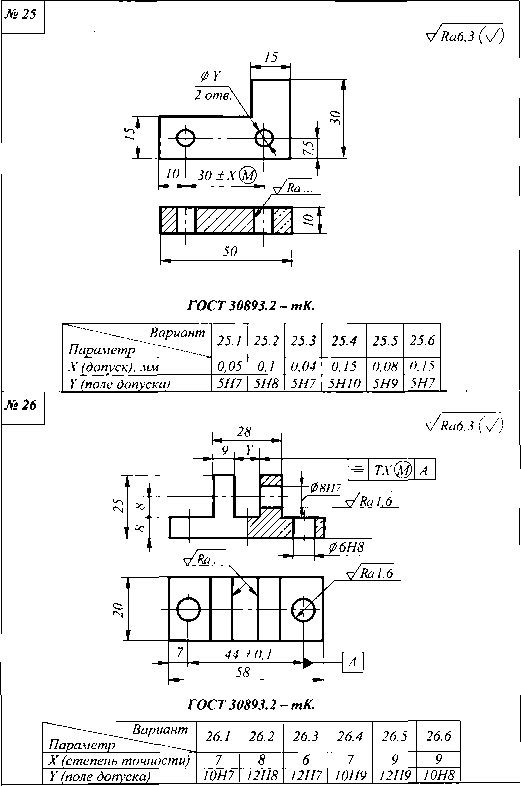 № 25
Ra6,3 (√)
15
Ø Y
2 отв.
15
30
7,5
10
30 ± X Ⓜ
Ra...
10
50
ГОСТ 30893.2 – mK.
Вариант 25.1 25.2 25.3 25.4 25.5 25.6
Параметр
X (допуск), мм 0,05 0,1 0,04 0,15 0,08 0,15
Y (поле допуска) 5H7 5H8 5H7 5H10 5H9 5H7
№ 26
Ra6,3 (√)
28
9 Y
TX Ⓜ A
Ø8H7
25
8
8
Ra1,6
Ø6H8
Ra...
Ra1,6
20
7
44 ± 0,1
A
58
ГОСТ 30893.2 – mK.
Вариант 26.1 26.2 26.3 26.4 26.5 26.6
Параметр
X (степень точности) 7 8 6 7 9 9
Y (поле допуска) 10H7 12H8 12H7 10H9 12H9 10H8